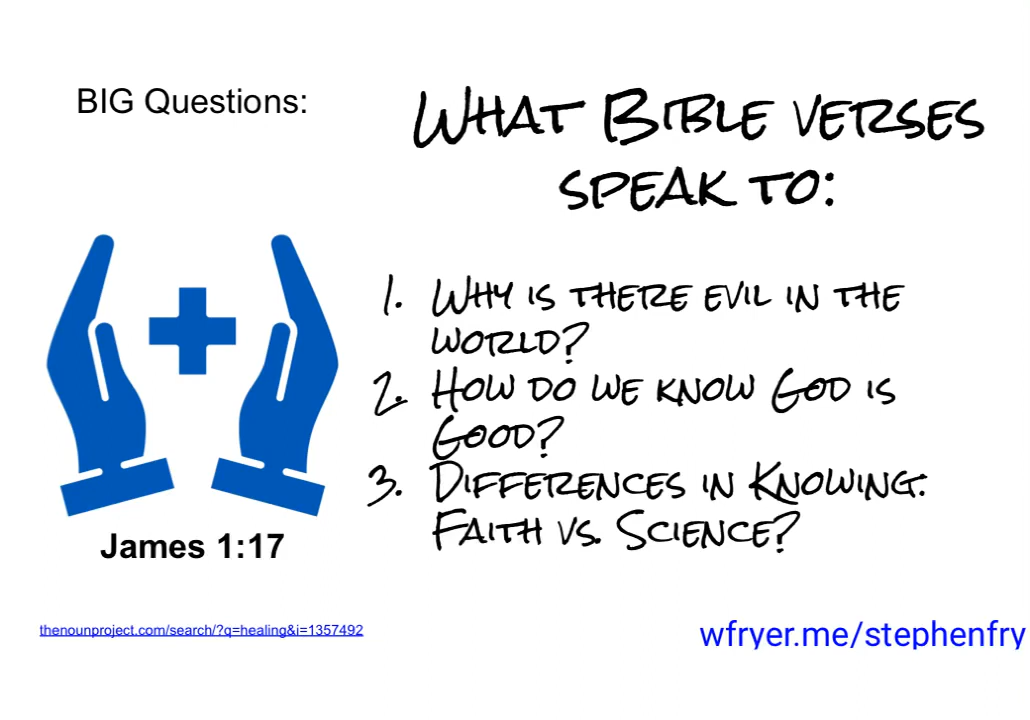 BIG Questions:
What Bible verses
speak to:
1. Why is there evil in the
world?
2. How do we know God is
Good?
3. Differences in Knowing:
Faith vs. Science?
James 1:17
thenounproject.com/search/?q=healing&i=1357492
wfryer.me/stephenfry